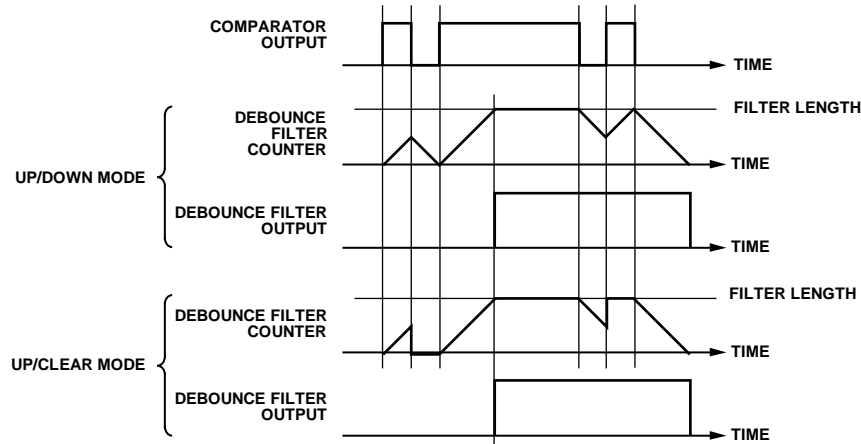 COMPARATOR
OUTPUT
TIME
FILTER LENGTH
DEBOUNCE
FILTER
COUNTER
TIME
UP/DOWN MODE
DEBOUNCE FILTER
OUTPUT
TIME
FILTER LENGTH
DEBOUNCE FILTER
COUNTER
TIME
UP/CLEAR MODE
DEBOUNCE FILTER
OUTPUT
TIME